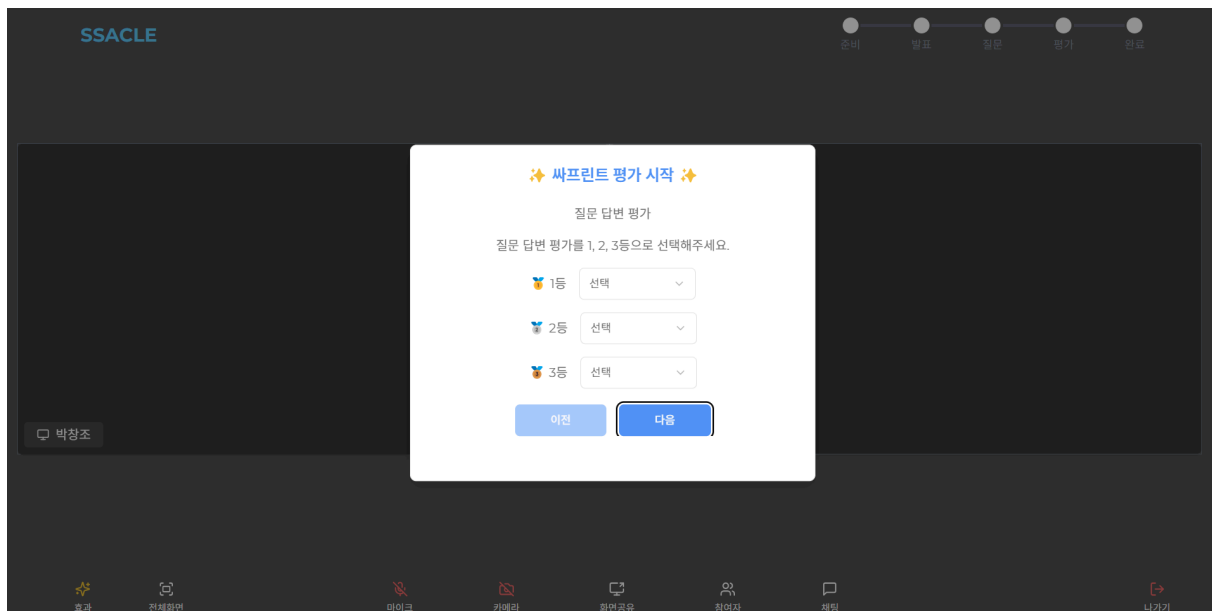 SSACLE
준비 발표 질문 평가 완료
✨ 싸프린트 평가 시작 ✨
질문 답변 평가
질문 답변 평가를 1, 2, 3등으로 선택해주세요.
🥇 1등 선택
🥈 2등 선택
🥉 3등 선택
이전 다음
박창조
효과 전체화면 마이크 카메라 화면공유 참여자 채팅 나가기